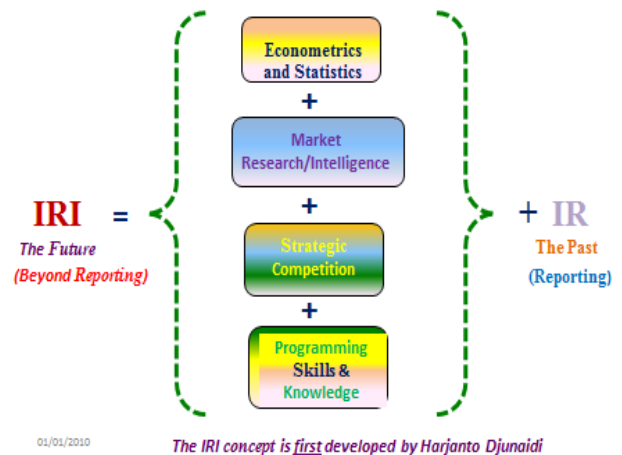 Econometrics
and Statistics
+
Market
Research/Intelligence
+
IRI =
The Future
(Beyond Reporting)
Strategic
Competition
+ IR
The Past
(Reporting)
+
Programming
Skills &
Knowledge
01/01/2010
The IRI concept is first developed by Harjanto Djunaidi